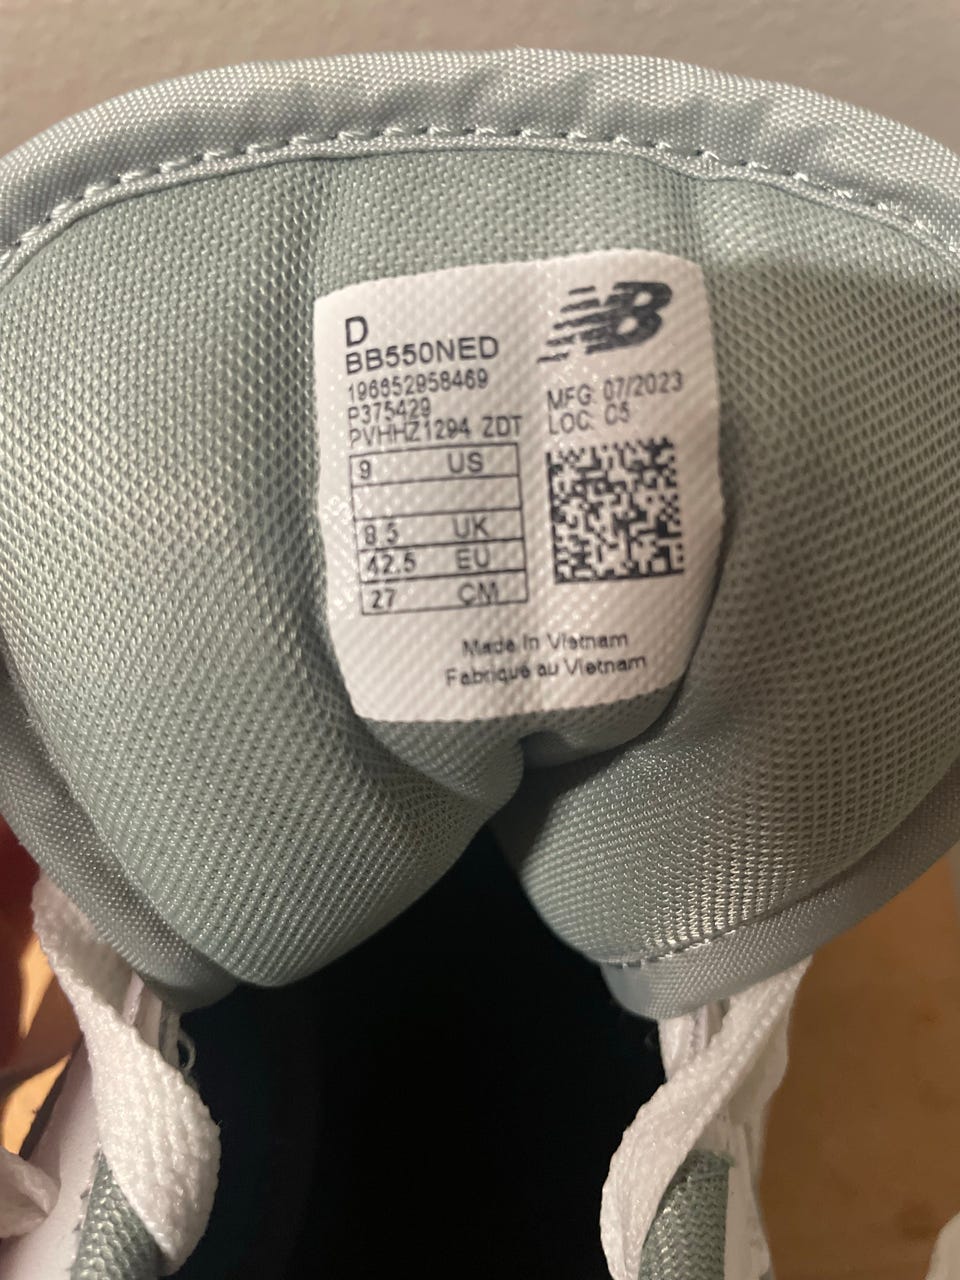 D
BB550NED
196652958469
P375429
PVHHZ1294 ZDT
NB
MFG: 07/2023
LOC: C5
9 US
8.5 UK
42.5 EU
27 CM
Made In Vietnam
Fabriqué au Vietnam